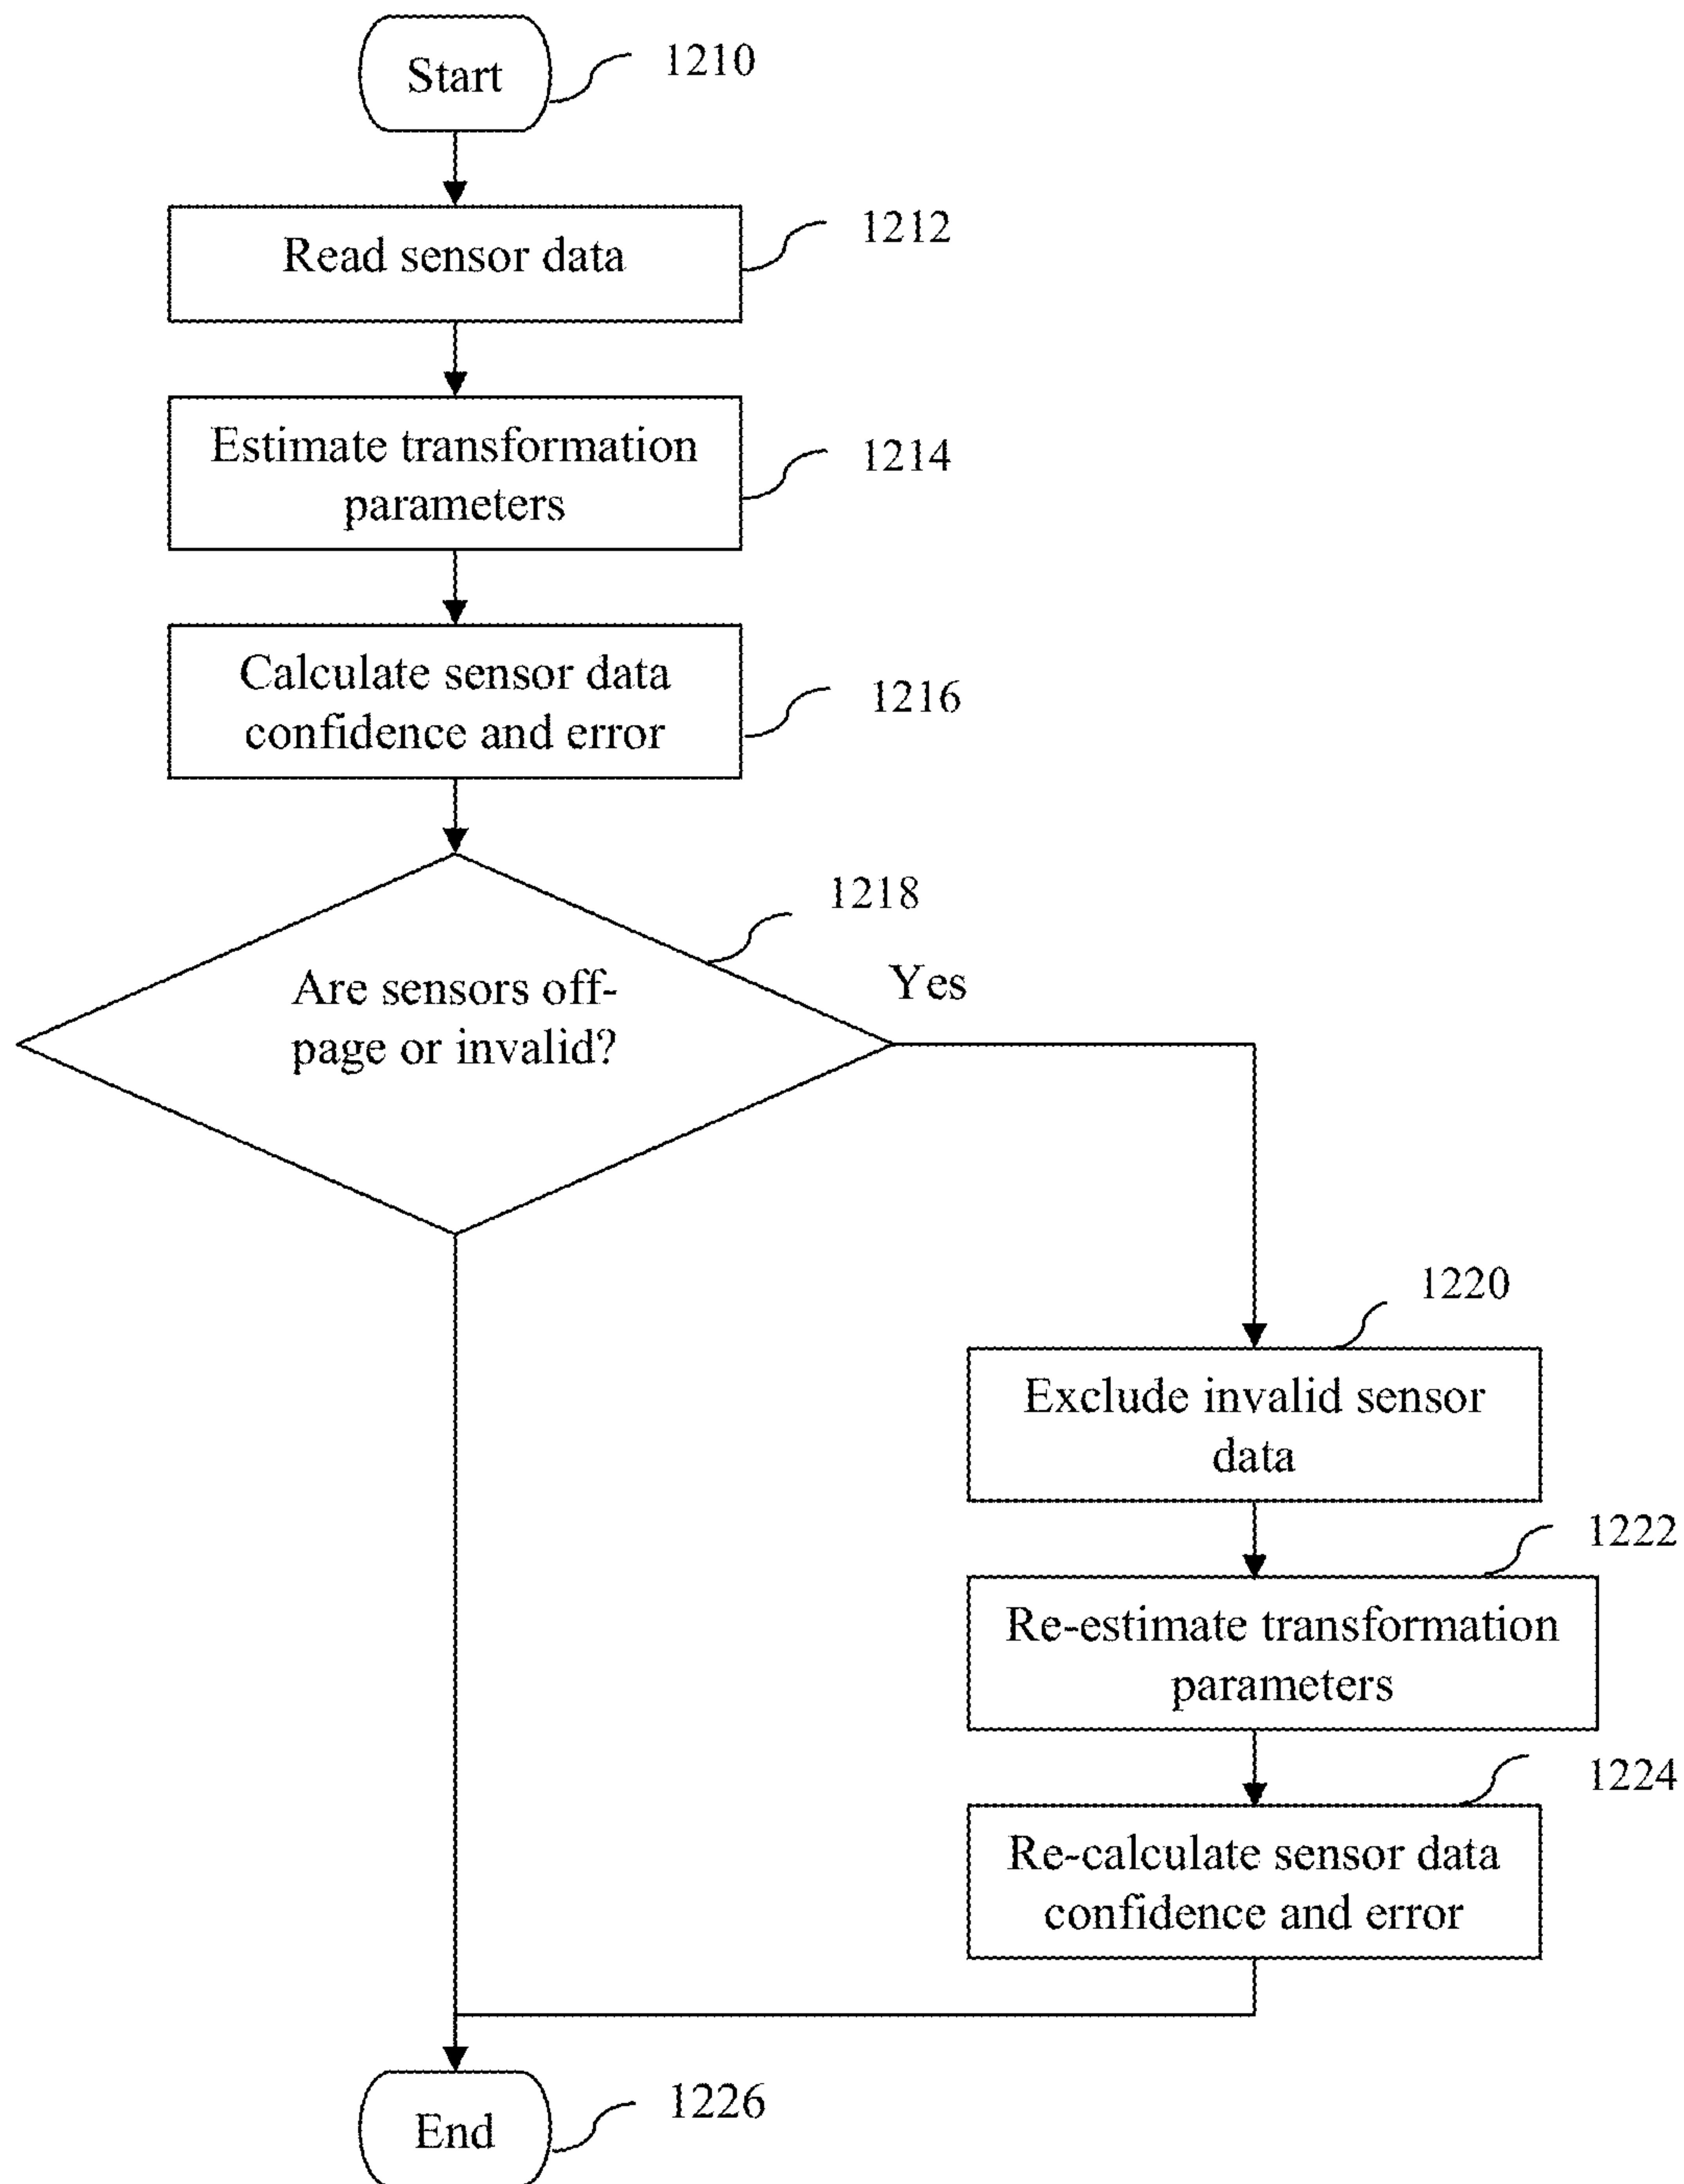 Start
1210
Read sensor data
1212
Estimate transformation
parameters
1214
Calculate sensor data
confidence and error
1216
Are sensors off-
page or invalid?
1218
Yes
1220
Exclude invalid sensor
data
1222
Re-estimate transformation
parameters
1224
Re-calculate sensor data
confidence and error
End
1226